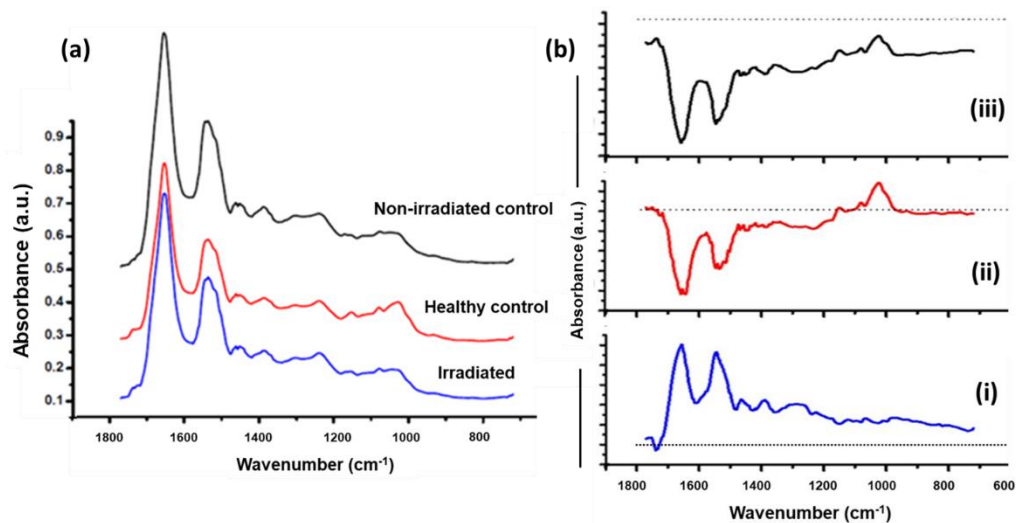 (a)
Absorbance (a.u.)
0.9
0.8
0.7
0.6
0.5
0.4
0.3
0.2
0.1
Non-irradiated control
Healthy control
Irradiated
1800 1600 1400 1200 1000 800
Wavenumber (cm-1)
(b)
Absorbance (a.u.)
(iii)
(ii)
(i)
1800 1600 1400 1200 1000 800 600
Wavenumber (cm-1)